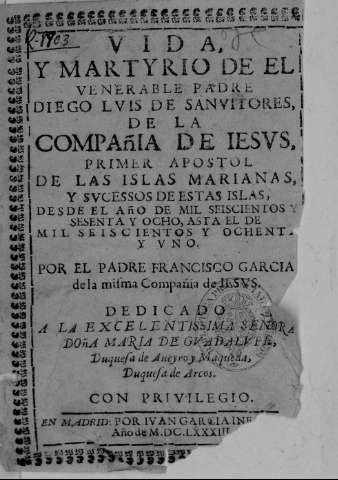 R-1903
VIDA,
Y MARTYRIO DE EL
VENERABLE PADRE
DIEGO LVIS DE SANVITORES,
DE LA
COMPAñIA DE IESVS,
PRIMER APOSTOL
DE LAS ISLAS MARIANAS,
Y SVCESSOS DE ESTAS ISLAS,
DESDE EL AÑO DE MIL SEISCIENTOS Y
SESENTA Y OCHO, ASTA EL DE
MIL SEISCIENTOS Y OCHENTA
Y VNO.
POR EL PADRE FRANCISCO GARCIA
de la misma Compañia de IESVS.
DEDICADO
A LA EXCELENTISSIMA SEÑORA
DOñA MARIA DE GVADALVPE,
Duquesa de Aueyro y Maqueda,
Duquesa de Arcos.
CON PRIVILEGIO.
EN MADRID: POR IVAN GARCIA INF
Año de M.DC.LXXXIII